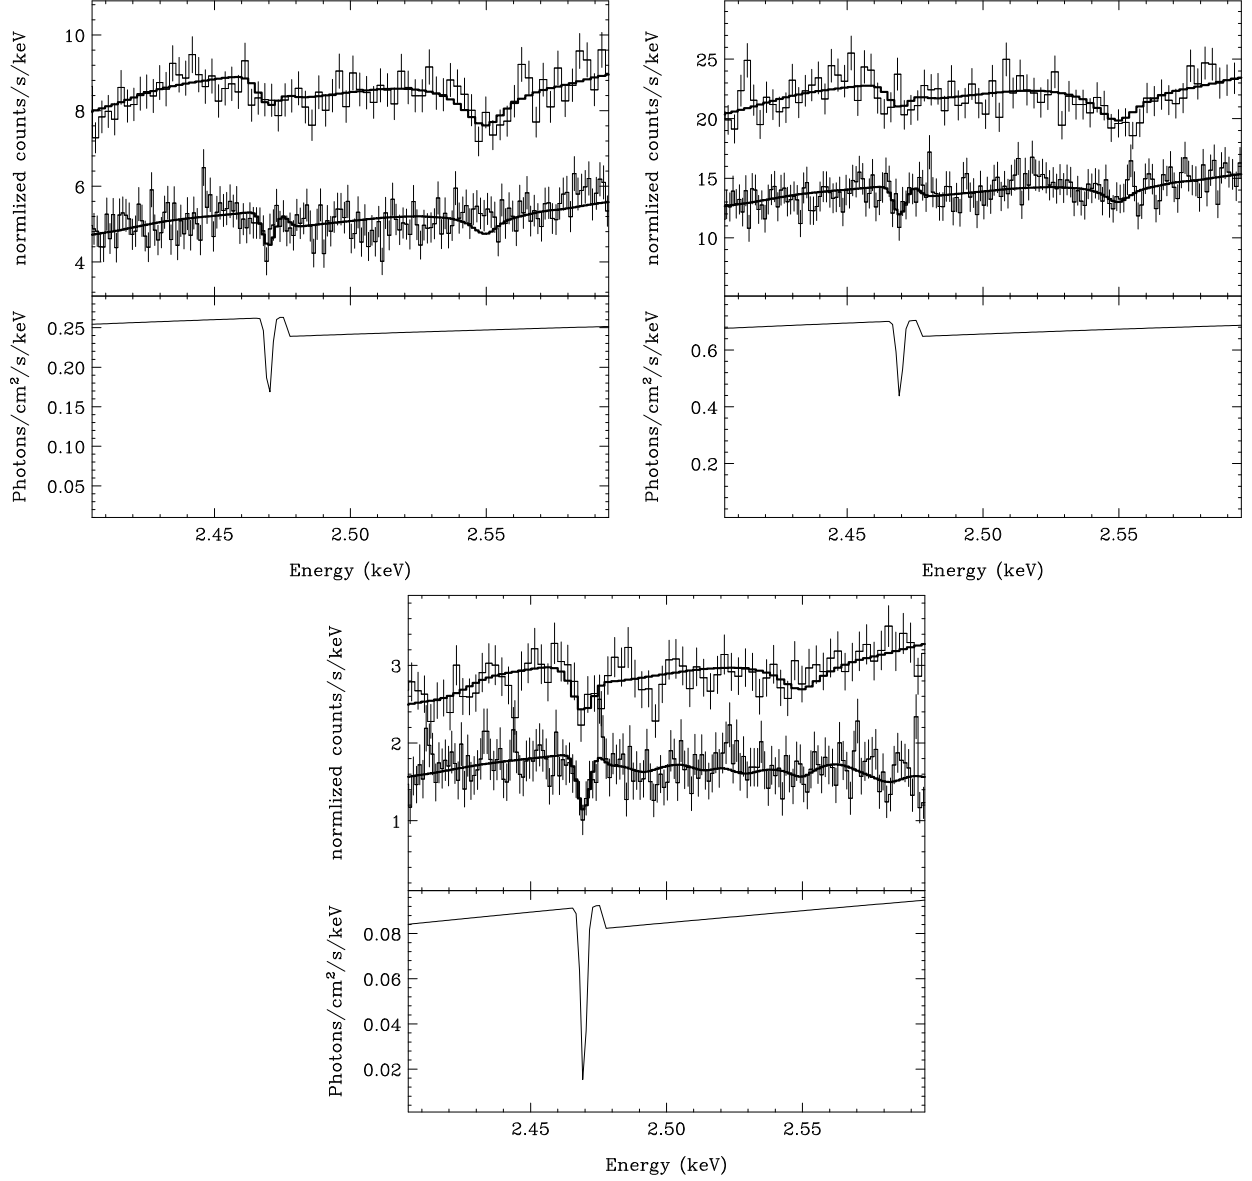 normlized counts/s/keV
10
8
6
4
Photons/cm²/s/keV
0.25
0.20
0.15
0.10
0.05
2.45 2.50 2.55
Energy (keV)
normlized counts/s/keV
25
20
15
10
Photons/cm²/s/keV
0.6
0.4
0.2
2.45 2.50 2.55
Energy (keV)
normlized counts/s/keV
3
2
1
Photons/cm²/s/keV
0.08
0.06
0.04
0.02
2.45 2.50 2.55
Energy (keV)